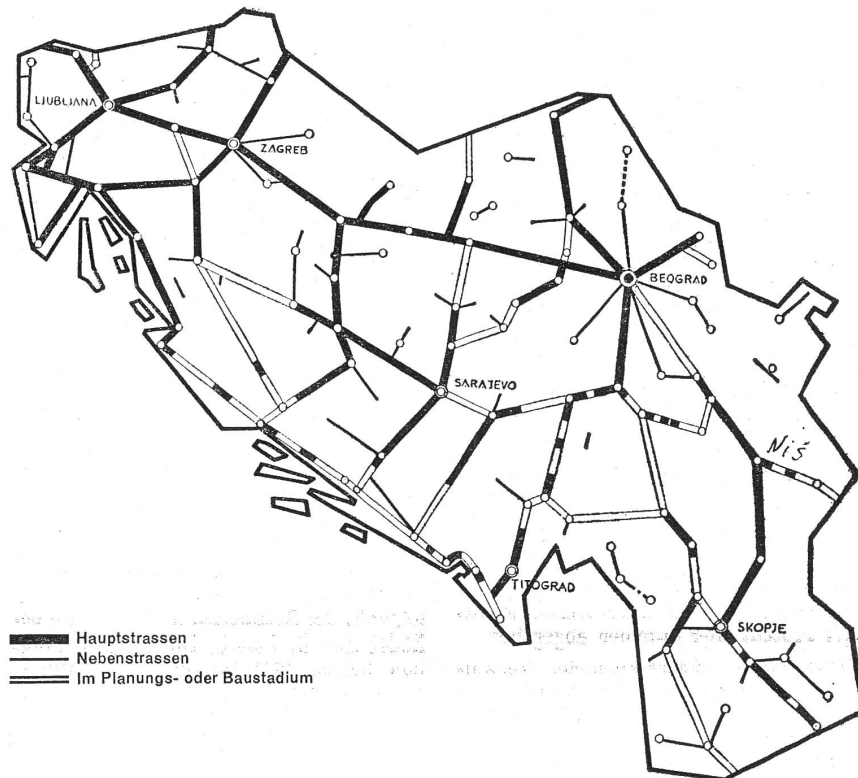 LJUBLJANA
ZAGREB
BEOGRAD
SARAJEVO
Niš
TITOGRAD
SKOPJE
Hauptstrassen
Nebenstrassen
Im Planungs- oder Baustadium